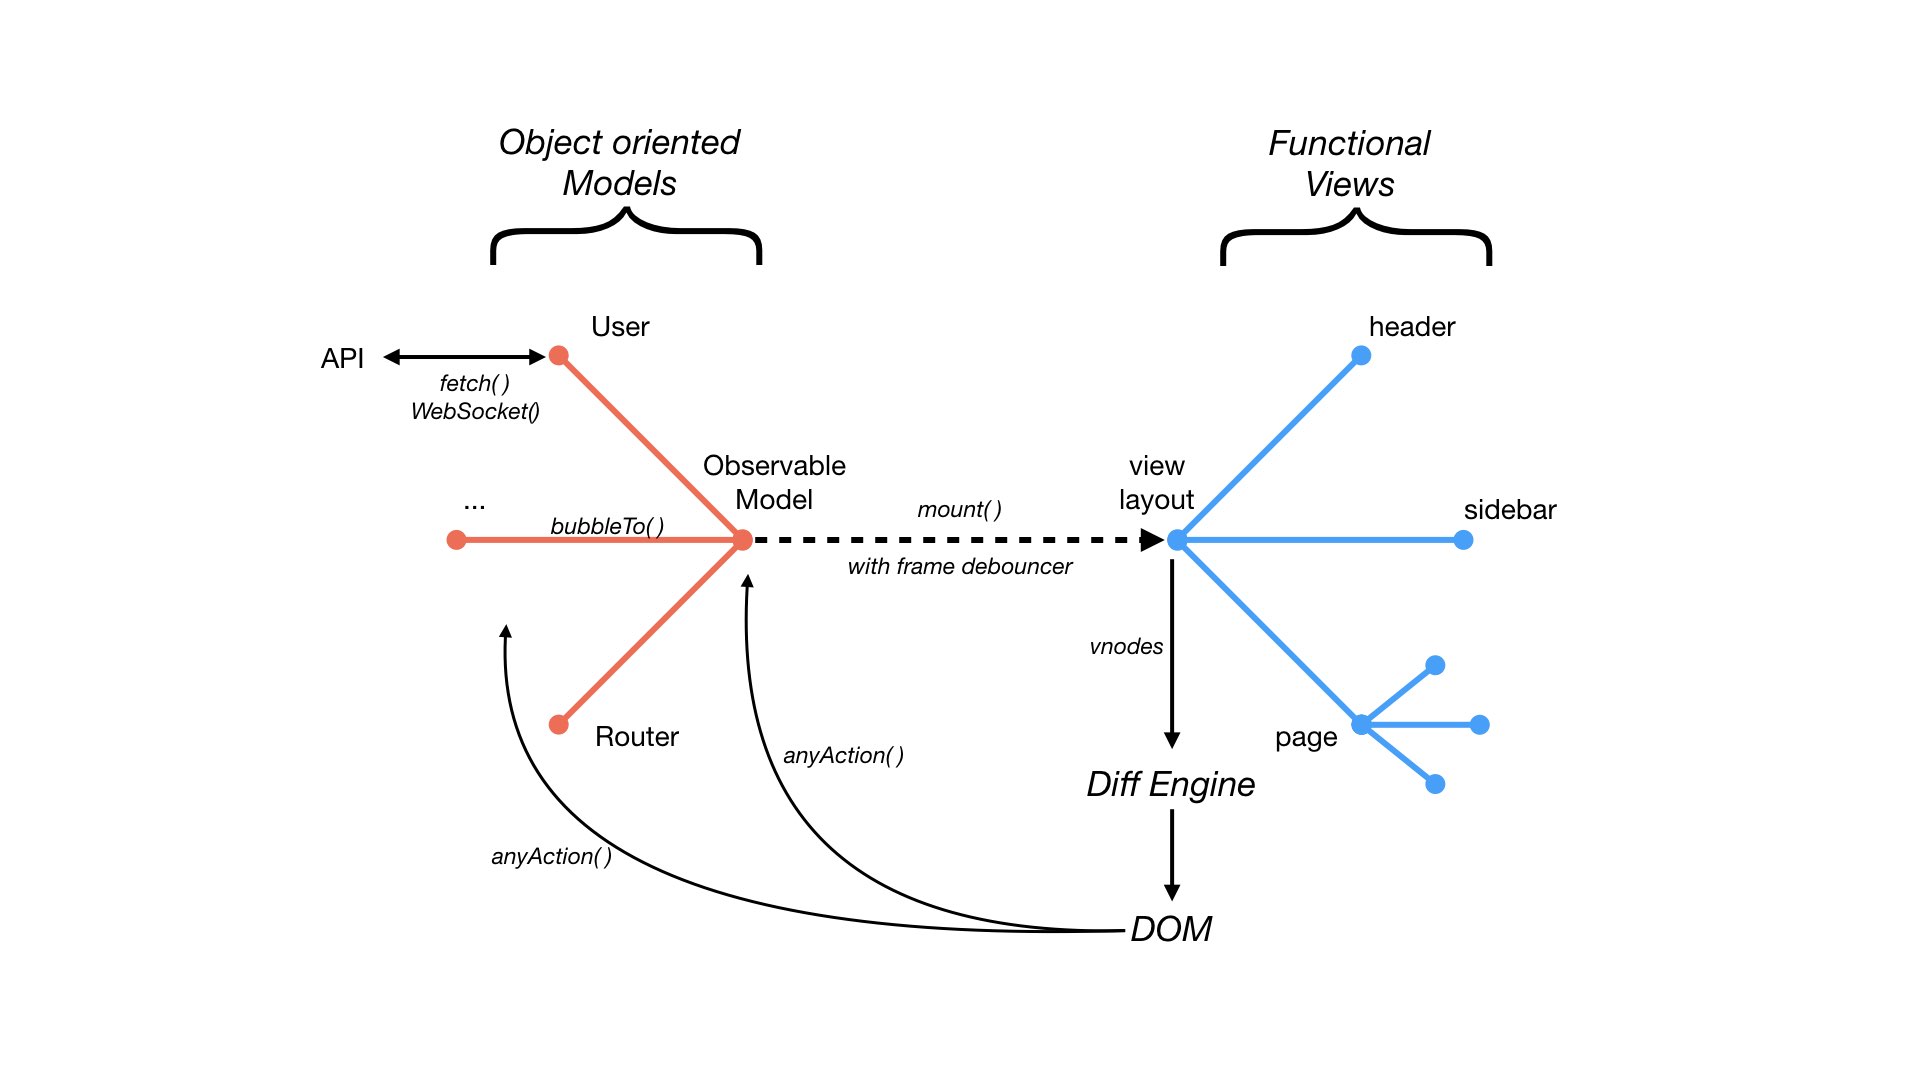 Object oriented
Models
Functional
Views
User
header
API
fetch( )
WebSocket()
Observable
Model
view
layout
...
bubbleTo( )
mount( )
sidebar
with frame debouncer
vnodes
Router
page
anyAction( )
Diff Engine
anyAction( )
DOM